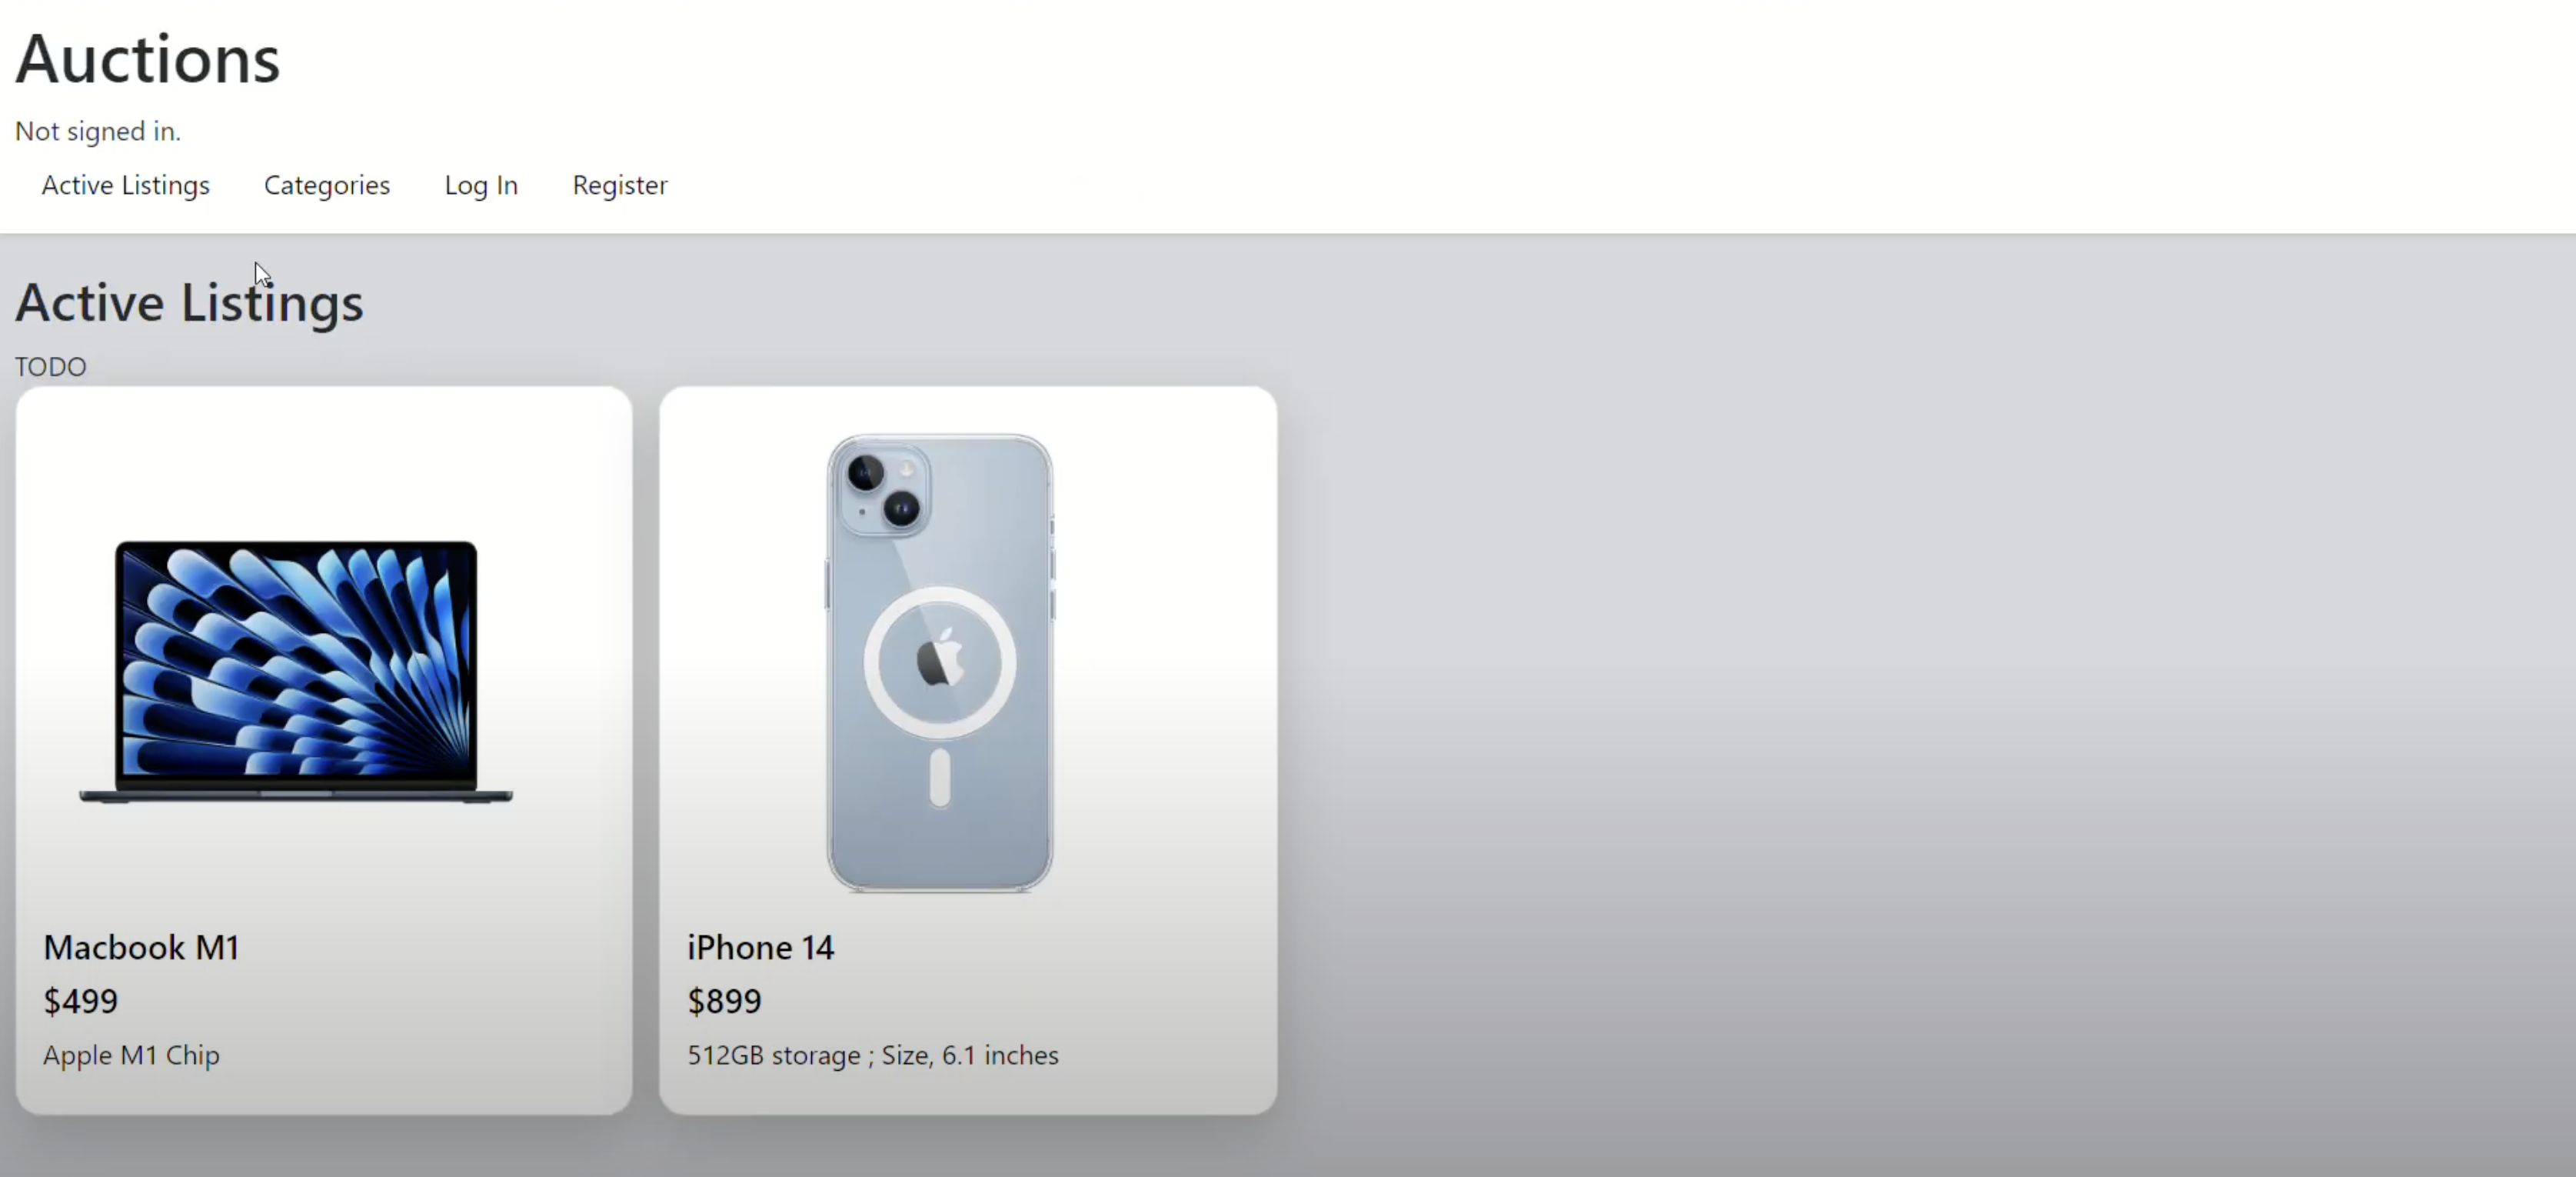 Auctions
Not signed in.
Active Listings Categories Log In Register
Active Listings
TODO
Macbook M1
$499
Apple M1 Chip
iPhone 14
$899
512GB storage ; Size, 6.1 inches